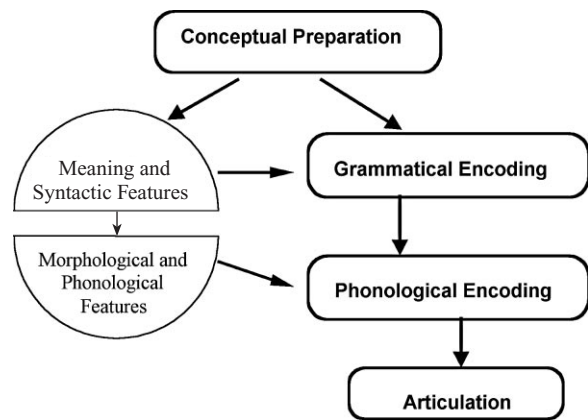 Conceptual Preparation
Meaning and
Syntactic Features
Grammatical Encoding
Morphological and
Phonological
Features
Phonological Encoding
Articulation